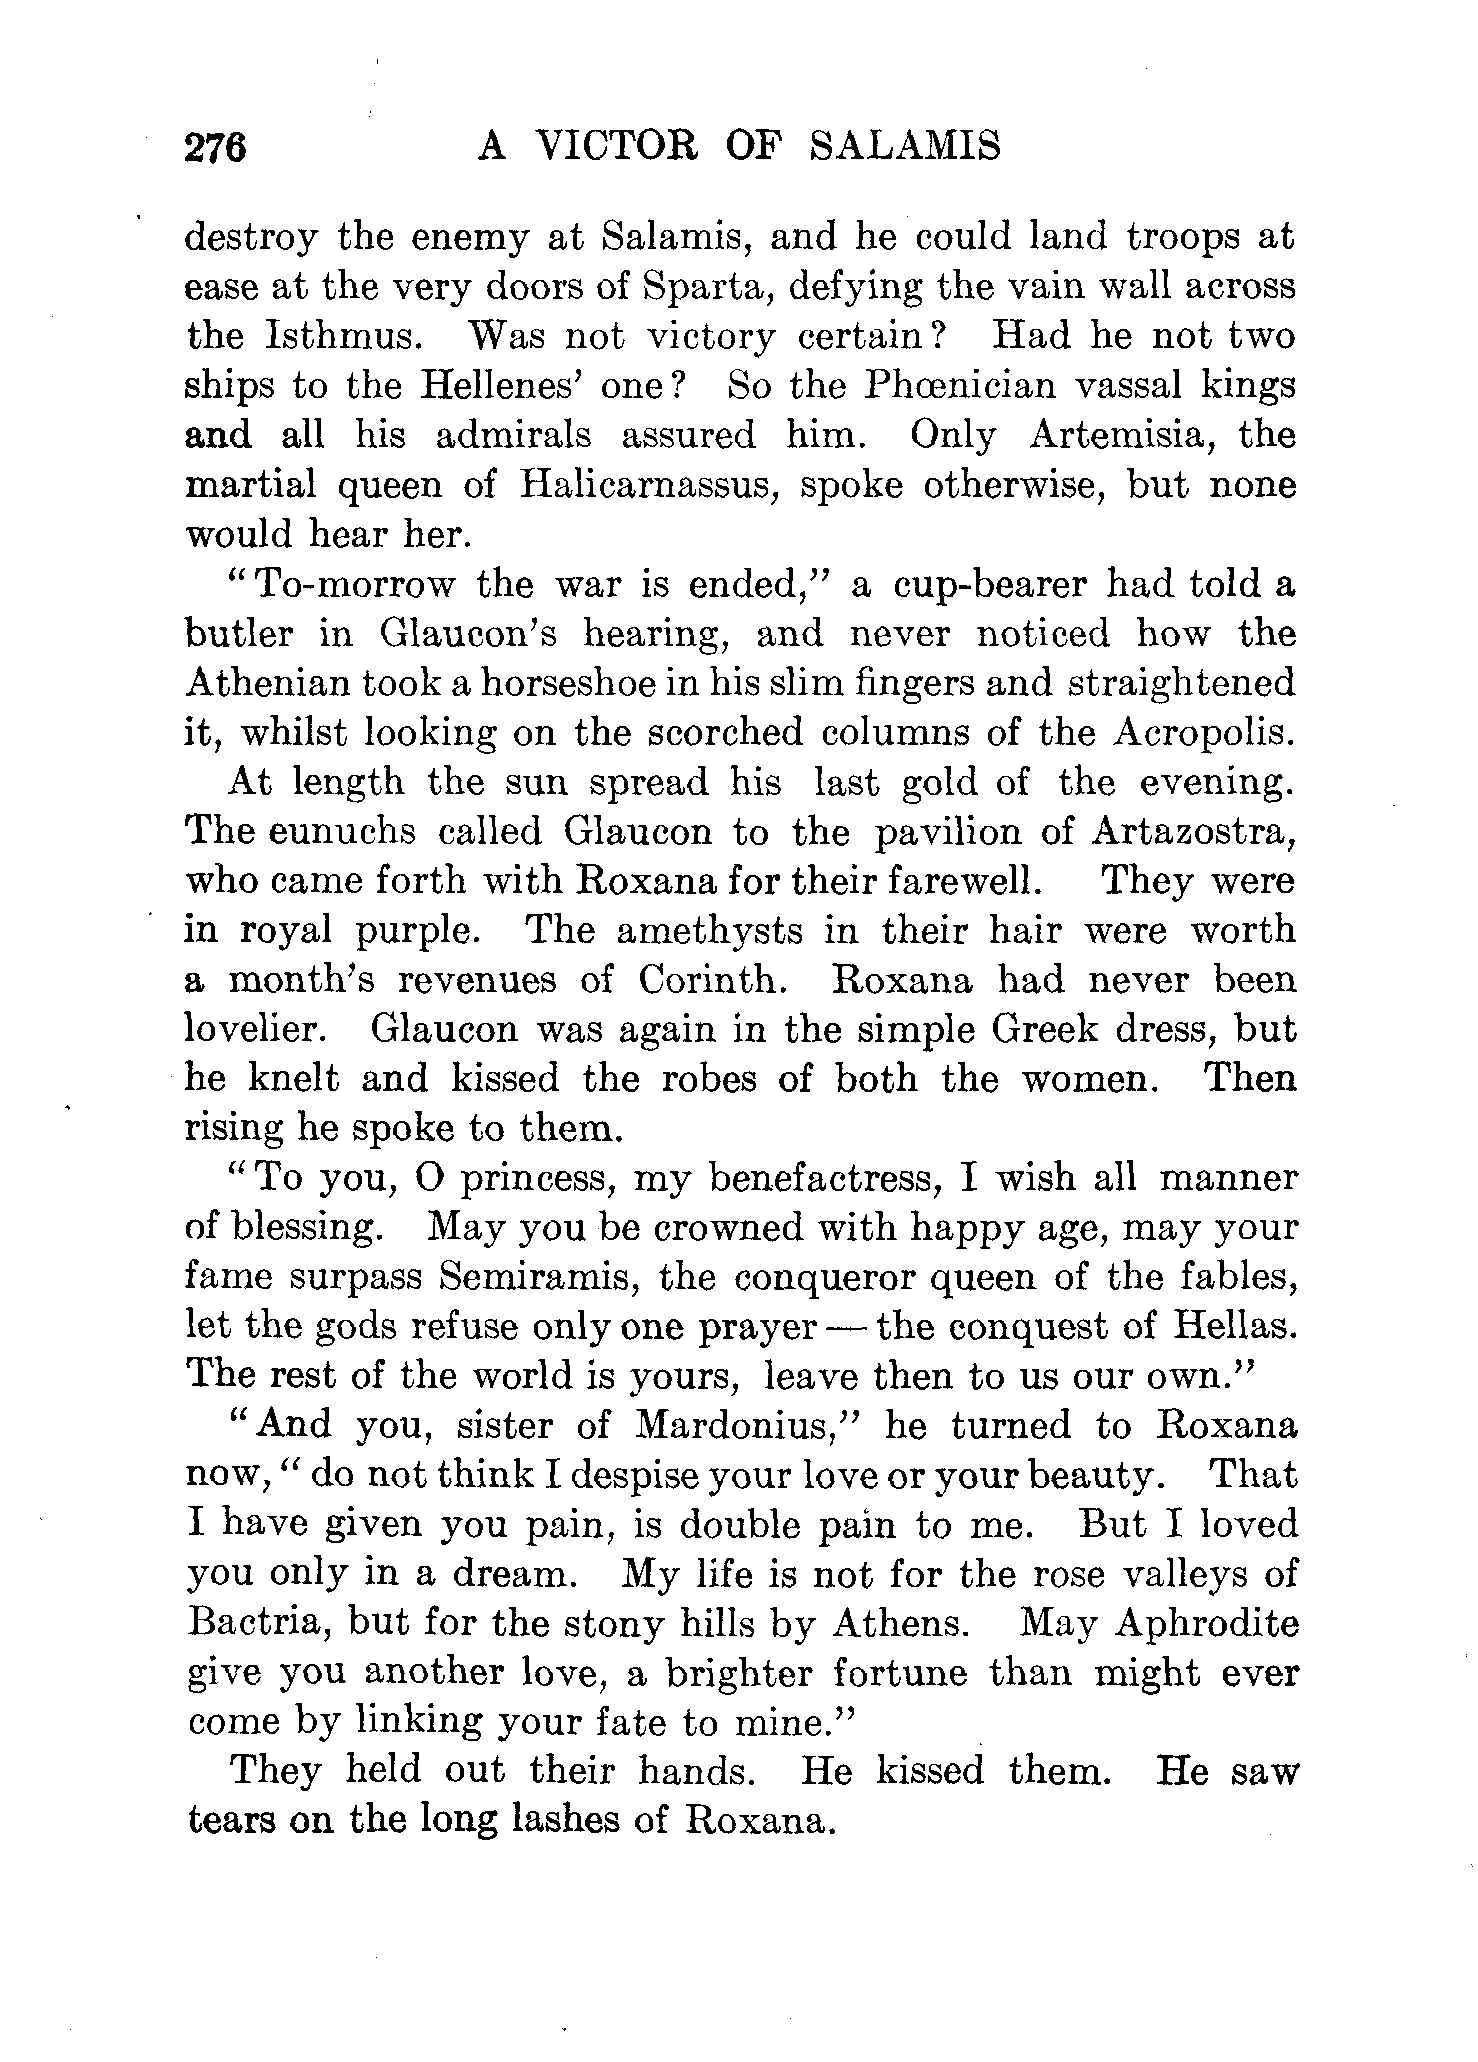 276 A VICTOR OF SALAMIS
destroy the enemy at Salamis, and he could land troops at
ease at the very doors of Sparta, defying the vain wall across
the Isthmus. Was not victory certain? Had he not two
ships to the Hellenes’ one? So the Phœnician vassal kings
and all his admirals assured him. Only Artemisia, the
martial queen of Halicarnassus, spoke otherwise, but none
would hear her.
“To-morrow the war is ended,” a cup-bearer had told a
butler in Glaucon’s hearing, and never noticed how the
Athenian took a horseshoe in his slim fingers and straightened
it, whilst looking on the scorched columns of the Acropolis.
At length the sun spread his last gold of the evening.
The eunuchs called Glaucon to the pavilion of Artazostra,
who came forth with Roxana for their farewell. They were
in royal purple. The amethysts in their hair were worth
a month’s revenues of Corinth. Roxana had never been
lovelier. Glaucon was again in the simple Greek dress, but
he knelt and kissed the robes of both the women. Then
rising he spoke to them.
“To you, O princess, my benefactress, I wish all manner
of blessing. May you be crowned with happy age, may your
fame surpass Semiramis, the conqueror queen of the fables,
let the gods refuse only one prayer — the conquest of Hellas.
The rest of the world is yours, leave then to us our own.”
“And you, sister of Mardonius,” he turned to Roxana
now, “do not think I despise your love or your beauty. That
I have given you pain, is double pain to me. But I loved
you only in a dream. My life is not for the rose valleys of
Bactria, but for the stony hills by Athens. May Aphrodite
give you another love, a brighter fortune than might ever
come by linking your fate to mine.”
They held out their hands. He kissed them. He saw
tears on the long lashes of Roxana.